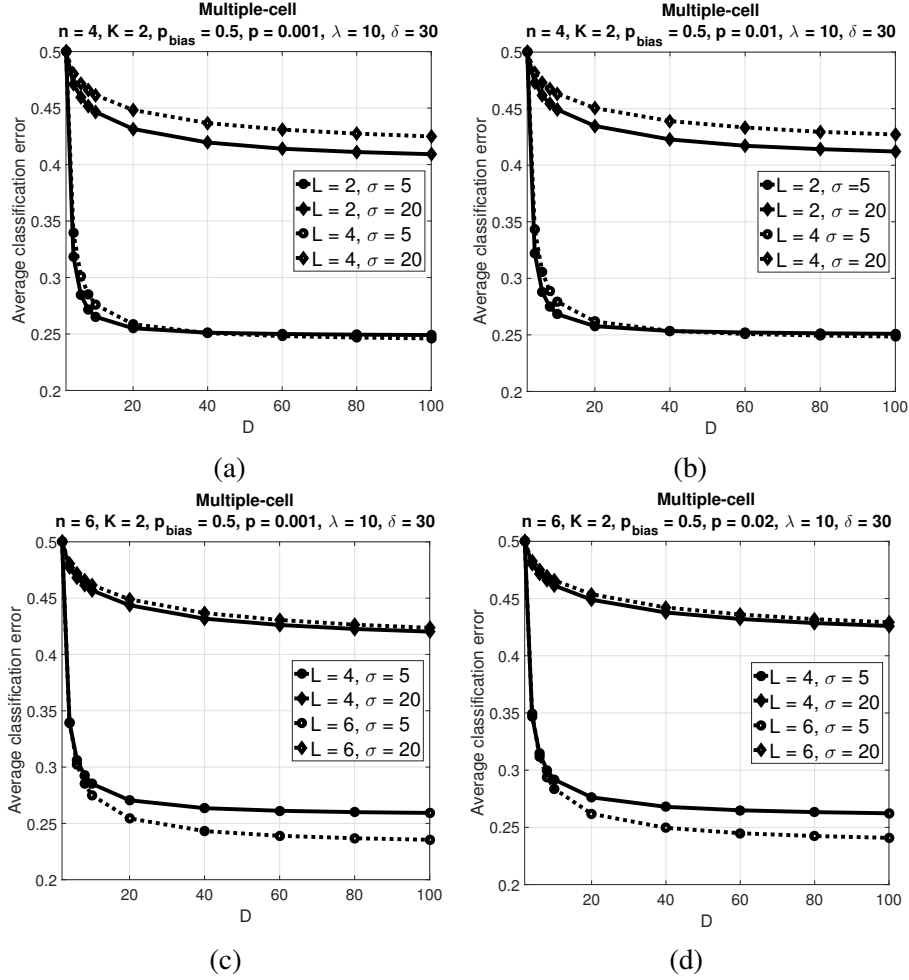 Multiple-cell
n = 4, K = 2, p_bias = 0.5, p = 0.001, λ = 10, δ = 30
0.5
0.45
0.4
0.35
0.3
0.25
0.2
Average classification error
L = 2, σ = 5
L = 2, σ = 20
L = 4, σ = 5
L = 4, σ = 20
20 40 60 80 100
D
(a)
Multiple-cell
n = 4, K = 2, p_bias = 0.5, p = 0.01, λ = 10, δ = 30
0.5
0.45
0.4
0.35
0.3
0.25
0.2
Average classification error
L = 2, σ =5
L = 2, σ = 20
L = 4 σ = 5
L = 4, σ = 20
20 40 60 80 100
D
(b)
Multiple-cell
n = 6, K = 2, p_bias = 0.5, p = 0.001, λ = 10, δ = 30
0.5
0.45
0.4
0.35
0.3
0.25
0.2
Average classification error
L = 4, σ = 5
L = 4, σ = 20
L = 6, σ = 5
L = 6, σ = 20
20 40 60 80 100
D
(c)
Multiple-cell
n = 6, K = 2, p_bias = 0.5, p = 0.02, λ = 10, δ = 30
0.5
0.45
0.4
0.35
0.3
0.25
0.2
Average classification error
L = 4, σ = 5
L = 4, σ = 20
L = 6, σ = 5
L = 6, σ = 20
20 40 60 80 100
D
(d)